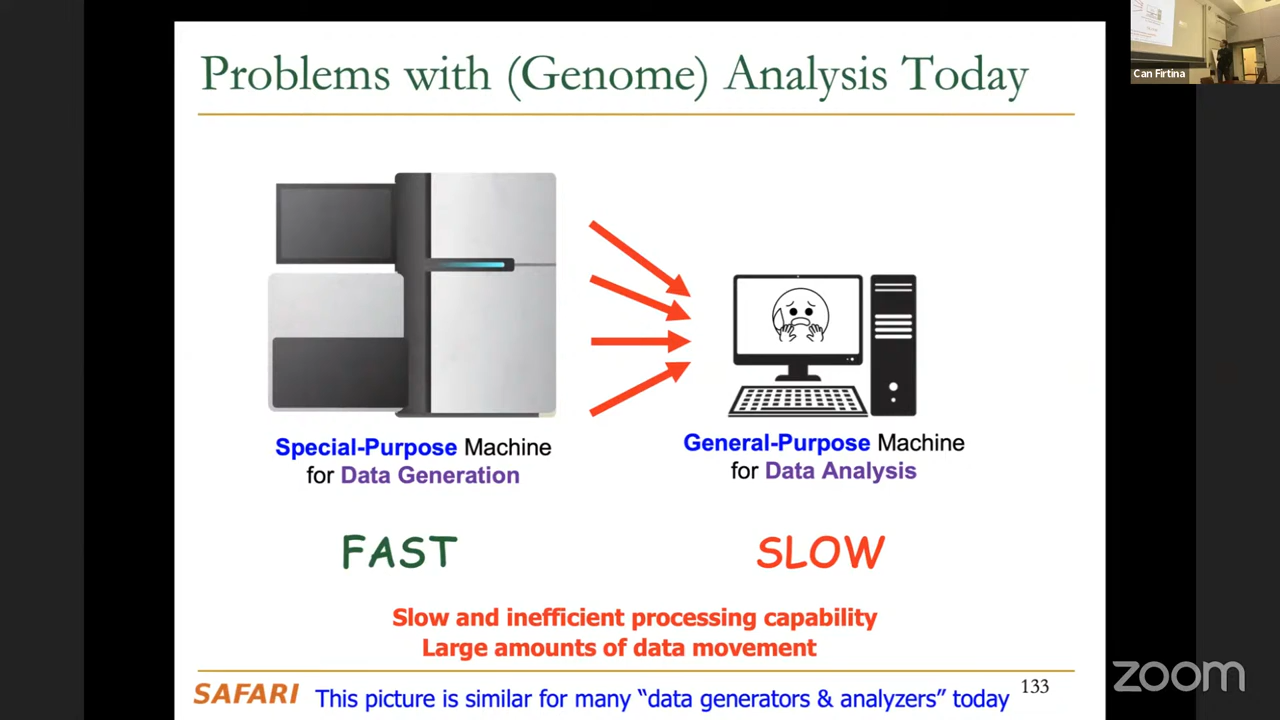 Problems with (Genome) Analysis Today
Can Firtina
Special-Purpose Machine
for Data Generation
General-Purpose Machine
for Data Analysis
FAST
SLOW
Slow and inefficient processing capability
Large amounts of data movement
SAFARI
This picture is similar for many “data generators & analyzers” today
133
zoom